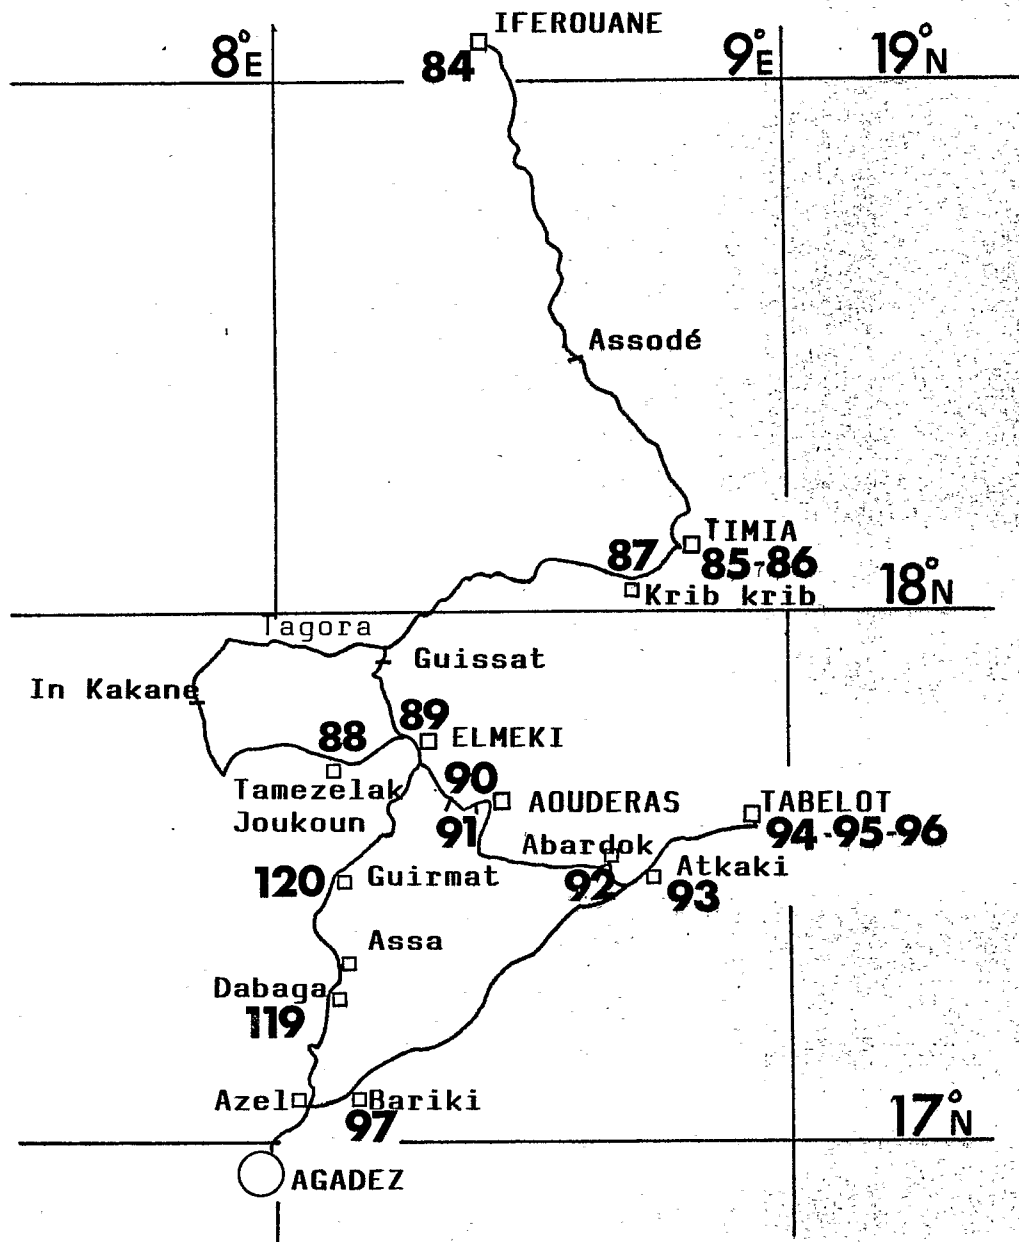 IFEROUANE
8°E
84
9°E
19°N
Assodé
TIMIA
87
85-86
18°N
Krib krib
Tagora
Guissat
In Kakane
89
ELMEKI
88
90
Tamezelak
AOUDERAS
TABELOT
Joukoun
91
94-95-96
Abardok
120
Guirmat
92
Atkaki
93
Assa
Dabaga
119
Azel
Bariki
97
17°N
AGADEZ